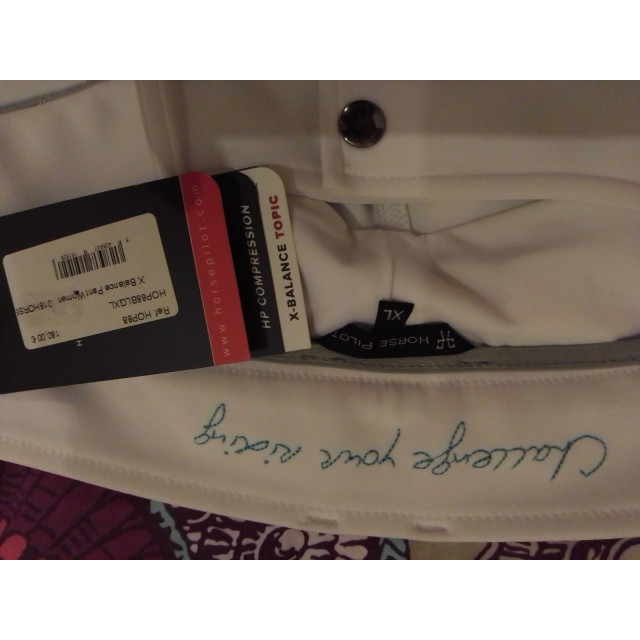 www.horsepilot.com
HP COMPRESSION
X-BALANCE TOPIC
Ref HOP88
180,00 €
HOP88BLGXL
X Balance Pant Woman
XL
HORSE PILOT
Challenge your riding